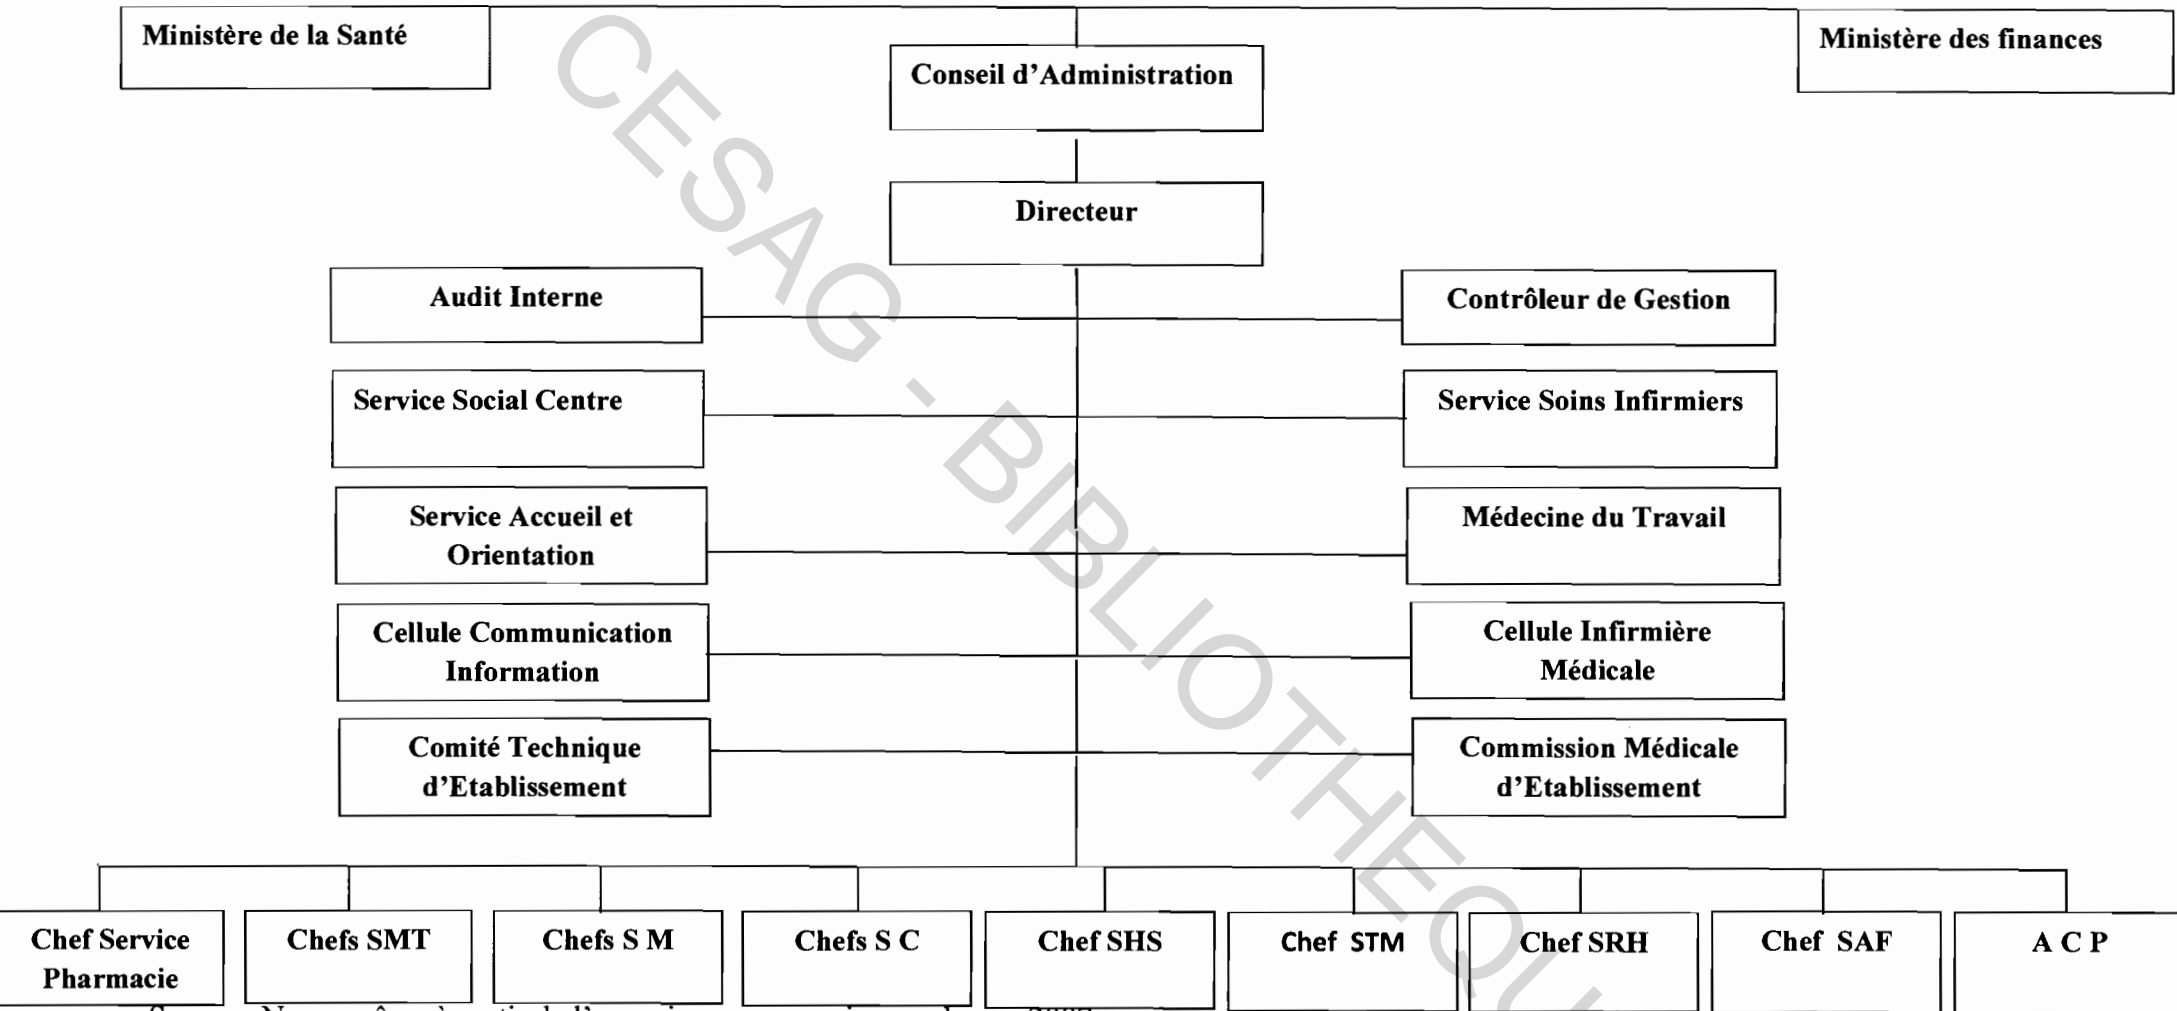 Ministère de la Santé
Ministère des finances
Conseil d'Administration
Directeur
Audit Interne
Contrôleur de Gestion
Service Social Centre
Service Soins Infirmiers
Service Accueil et
Orientation
Médecine du Travail
Cellule Communication
Information
Cellule Infirmière
Médicale
Comité Technique
d'Etablissement
Commission Médicale
d'Etablissement
Chef Service
Pharmacie
Chefs SMT
Chefs S M
Chefs S C
Chef SHS
Chef STM
Chef SRH
Chef SAF
A C P
CESAG - BIBLIOTHEQU